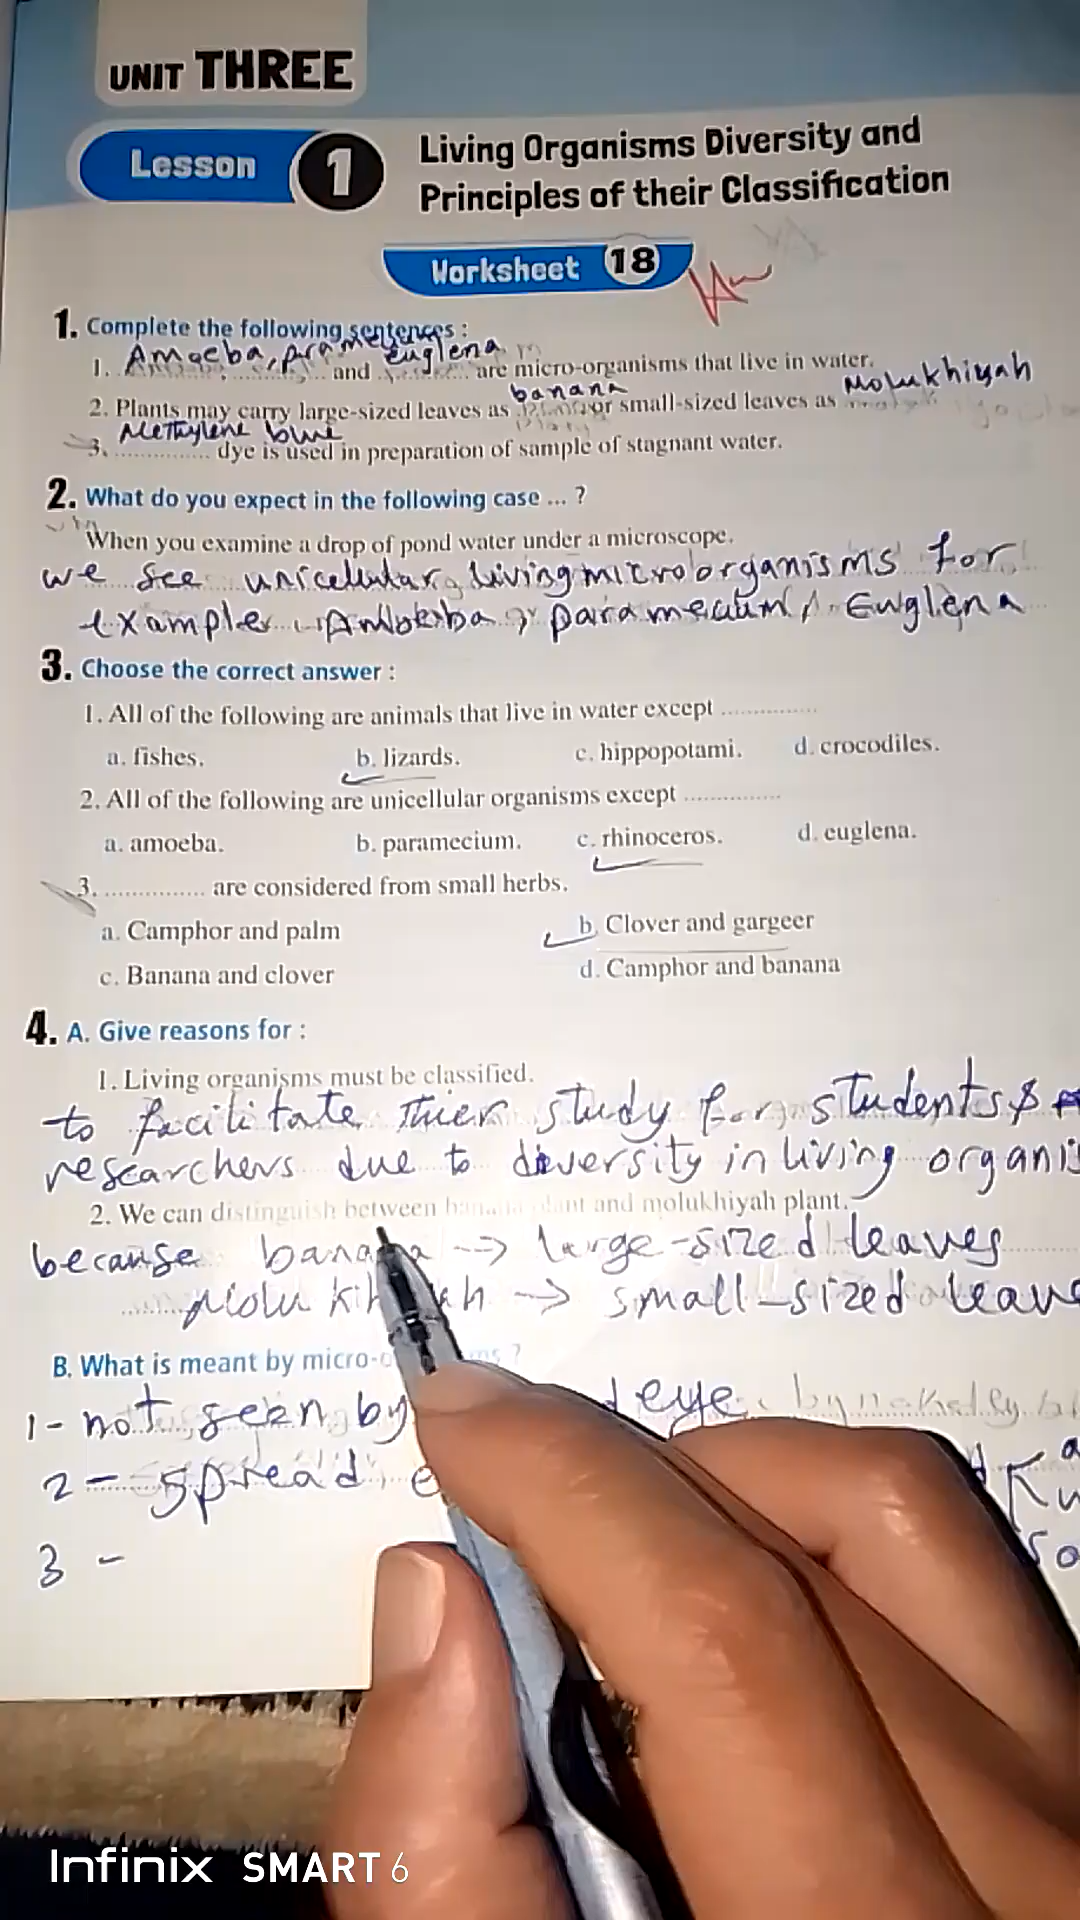 UNIT THREE
Lesson 1
Living Organisms Diversity and
Principles of their Classification
Worksheet 18
1. Complete the following sentences :
Amoeba, euglena
1. and are micro-organisms that live in water.
banana Molukhiyah
2. Plants may carry large-sized leaves as or small-sized leaves as
Methylene blue
3. .............. dye is used in preparation of sample of stagnant water.
2. What do you expect in the following case ... ?
When you examine a drop of pond water under a microscope.
we see unicellular living microorganisms for
example paramecium, Euglena
3. Choose the correct answer :
1. All of the following are animals that live in water except ..............
a. fishes. b. lizards. c. hippopotami. d. crocodiles.
2. All of the following are unicellular organisms except ..............
a. amoeba. b. paramecium. c. rhinoceros. d. euglena.
3. .............. are considered from small herbs.
a. Camphor and palm b. Clover and gargeer
c. Banana and clover d. Camphor and banana
4. A. Give reasons for :
1. Living organisms must be classified.
to facilitate thier study for students &
researchers due to diversity in living organis
2. We can distinguish between banana plant and molukhiyah plant.
because banana --> large-sized leaves
--> small-sized leave
B. What is meant by micro-
1- not seen by eye
2- spread
3 -
Infinix SMART 6